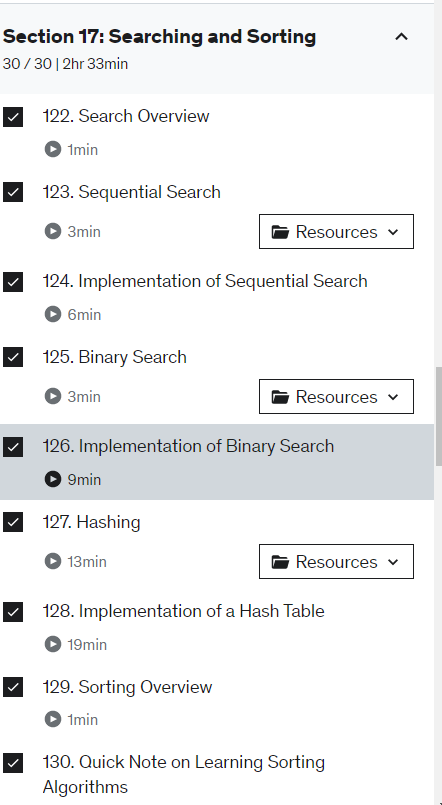 Section 17: Searching and Sorting
30 / 30 | 2hr 33min
122. Search Overview
1min
123. Sequential Search
3min
Resources
124. Implementation of Sequential Search
6min
125. Binary Search
3min
Resources
126. Implementation of Binary Search
9min
127. Hashing
13min
Resources
128. Implementation of a Hash Table
19min
129. Sorting Overview
1min
130. Quick Note on Learning Sorting
Algorithms